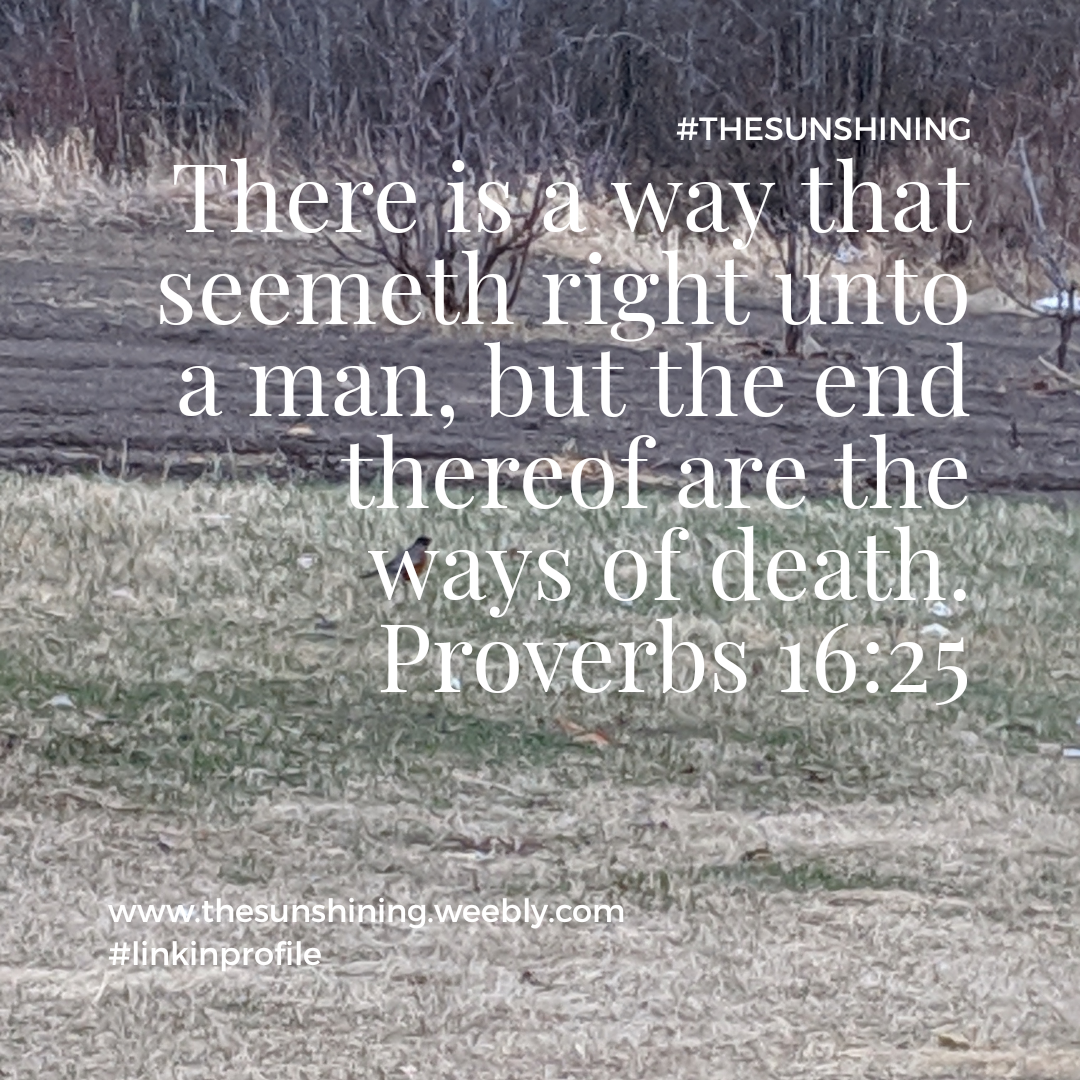 #THESUNSHINING
There is a way that
seemeth right unto
a man, but the end
thereof are the
ways of death.
Proverbs 16:25
www.thesunshining.weebly.com
#linkinprofile